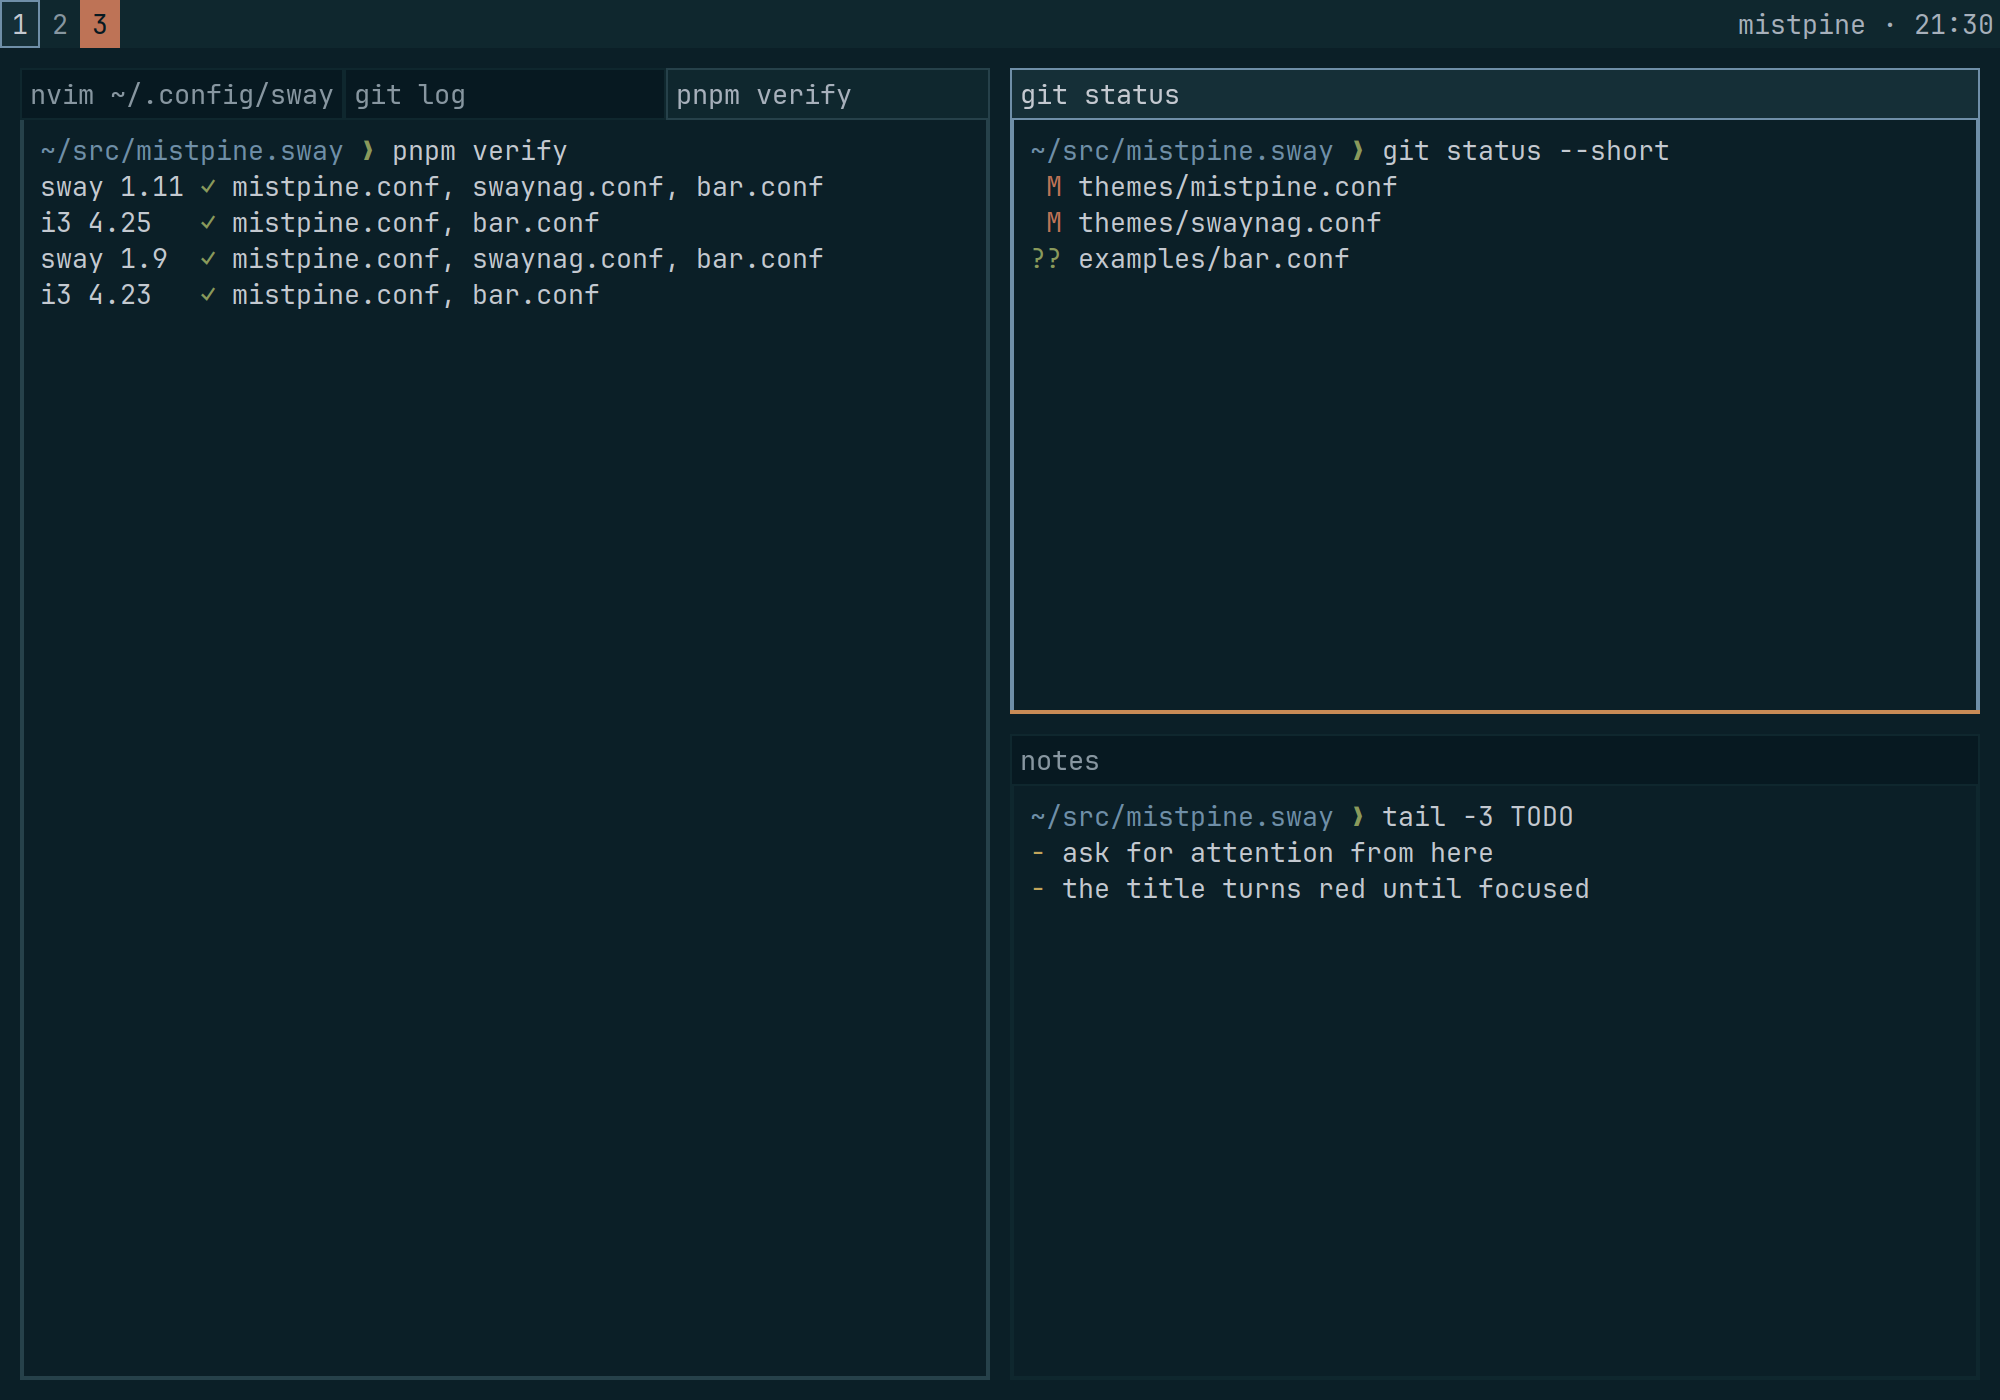 1 2 3 mistpine · 21:30
nvim ~/.config/sway git log pnpm verify
~/src/mistpine.sway ❱ pnpm verify
sway 1.11 ✓ mistpine.conf, swaynag.conf, bar.conf
i3 4.25 ✓ mistpine.conf, bar.conf
sway 1.9 ✓ mistpine.conf, swaynag.conf, bar.conf
i3 4.23 ✓ mistpine.conf, bar.conf
git status
~/src/mistpine.sway ❱ git status --short
M themes/mistpine.conf
M themes/swaynag.conf
?? examples/bar.conf
notes
~/src/mistpine.sway ❱ tail -3 TODO
- ask for attention from here
- the title turns red until focused